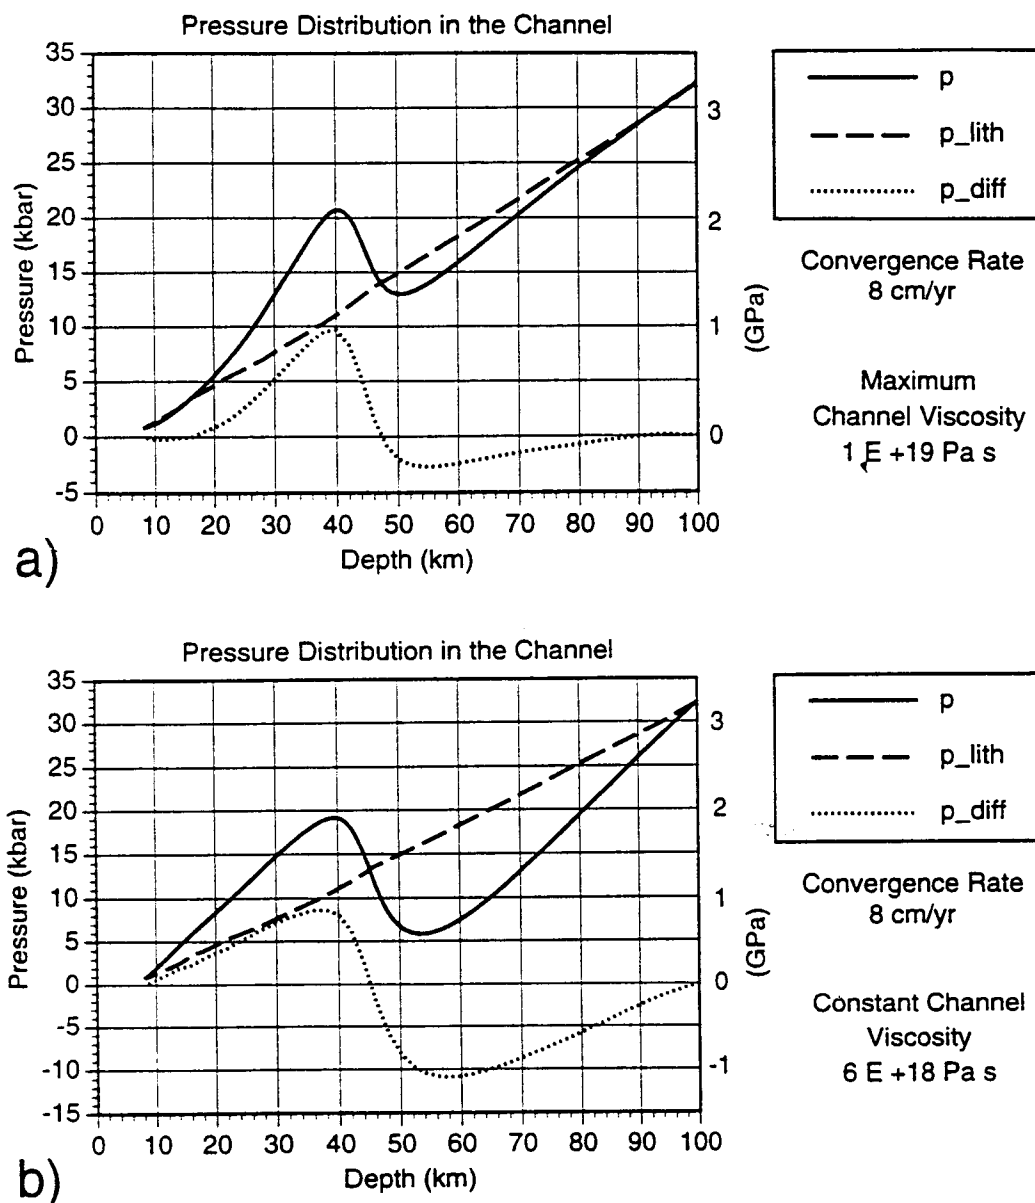 Pressure Distribution in the Channel
35
30
25
20
15
10
5
0
-5
Pressure (kbar)
3
2
1
0
(GPa)
0 10 20 30 40 50 60 70 80 90 100
Depth (km)
a)
p
p_lith
p_diff
Convergence Rate
8 cm/yr
Maximum
Channel Viscosity
1 E +19 Pa s
Pressure Distribution in the Channel
35
30
25
20
15
10
5
0
-5
-10
-15
Pressure (kbar)
3
2
1
0
-1
(GPa)
0 10 20 30 40 50 60 70 80 90 100
Depth (km)
b)
p
p_lith
p_diff
Convergence Rate
8 cm/yr
Constant Channel
Viscosity
6 E +18 Pa s